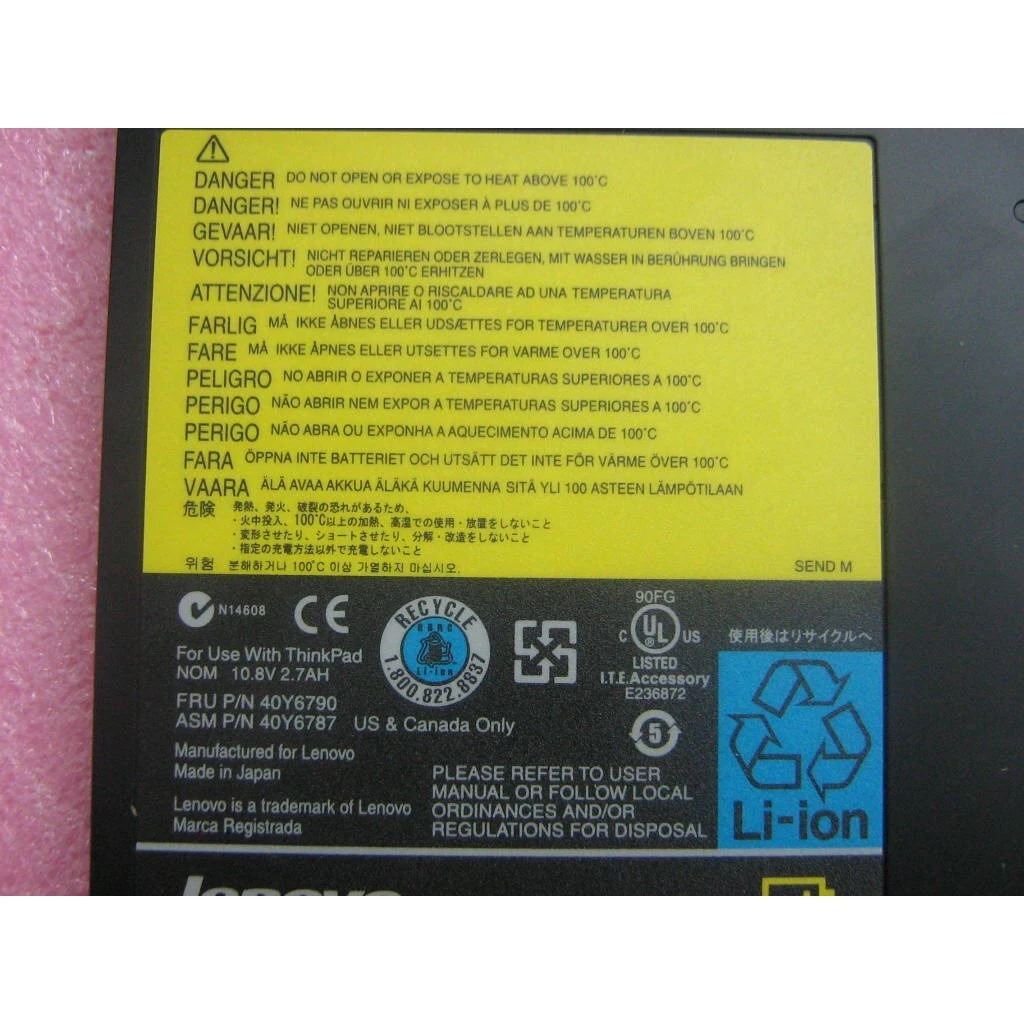 DANGER DO NOT OPEN OR EXPOSE TO HEAT ABOVE 100°C
DANGER! NE PAS OUVRIR NI EXPOSER À PLUS DE 100°C
GEVAAR! NIET OPENEN, NIET BLOOTSTELLEN AAN TEMPERATUREN BOVEN 100°C
VORSICHT! NICHT REPARIEREN ODER ZERLEGEN, MIT WASSER IN BERÜHRUNG BRINGEN
ODER ÜBER 100°C ERHITZEN
ATTENZIONE! NON APRIRE O RISCALDARE AD UNA TEMPERATURA
SUPERIORE AI 100°C
FARLIG MÅ IKKE ÅBNES ELLER UDSÆTTES FOR TEMPERATURER OVER 100°C
FARE MÅ IKKE ÅPNES ELLER UTSETTES FOR VARME OVER 100°C
PELIGRO NO ABRIR O EXPONER A TEMPERATURAS SUPERIORES A 100°C
PERIGO NÃO ABRIR NEM EXPOR A TEMPERATURAS SUPERIORES A 100°C
PERIGO NÃO ABRA OU EXPONHA A AQUECIMENTO ACIMA DE 100°C
FARA ÖPPNA INTE BATTERIET OCH UTSÄTT DET INTE FÖR VÄRME ÖVER 100°C
VAARA ÄLÄ AVAA AKKUA ÄLÄKÄ KUUMENNA SITÄ YLI 100 ASTEEN LÄMPÖTILAAN
危険 発熱、発火、破裂の恐れがあるため、
・火中投入、100°C以上の加熱、高温での使用・放置をしないこと
・変形させたり、ショートさせたり、分解・改造をしないこと
・指定の充電方法以外で充電しないこと
위험 분해하거나 100°C 이상 가열하지 마십시오.
SEND M
N14608
RECYCLE
RBRC
Li-ion
1.800.822.8837
90FG
C UL US
®
LISTED
I.T.E.Accessory
E236872
使用後はリサイクルへ
For Use With ThinkPad
NOM 10.8V 2.7AH
FRU P/N 40Y6790
ASM P/N 40Y6787 US & Canada Only
5
Manufactured for Lenovo
Made in Japan
Lenovo is a trademark of Lenovo
Marca Registrada
PLEASE REFER TO USER
MANUAL OR FOLLOW LOCAL
ORDINANCES AND/OR
REGULATIONS FOR DISPOSAL
Li-ion
lenovo